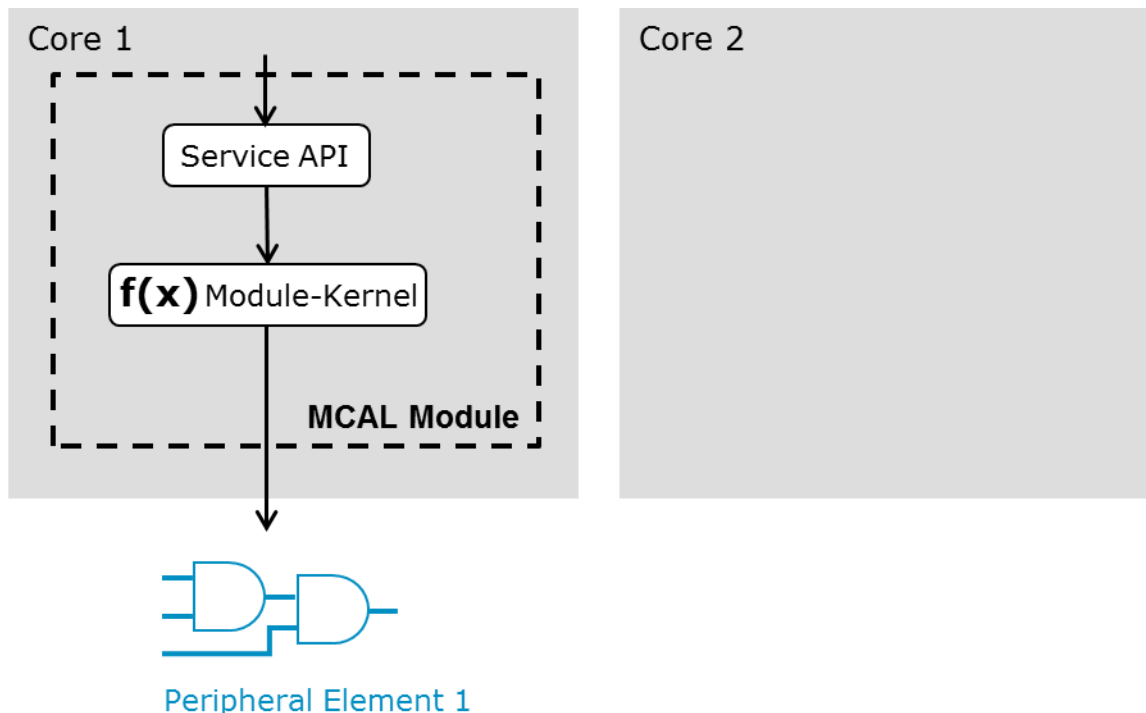 Core 1
Core 2
Service API
f(x) Module-Kernel
MCAL Module
Peripheral Element 1